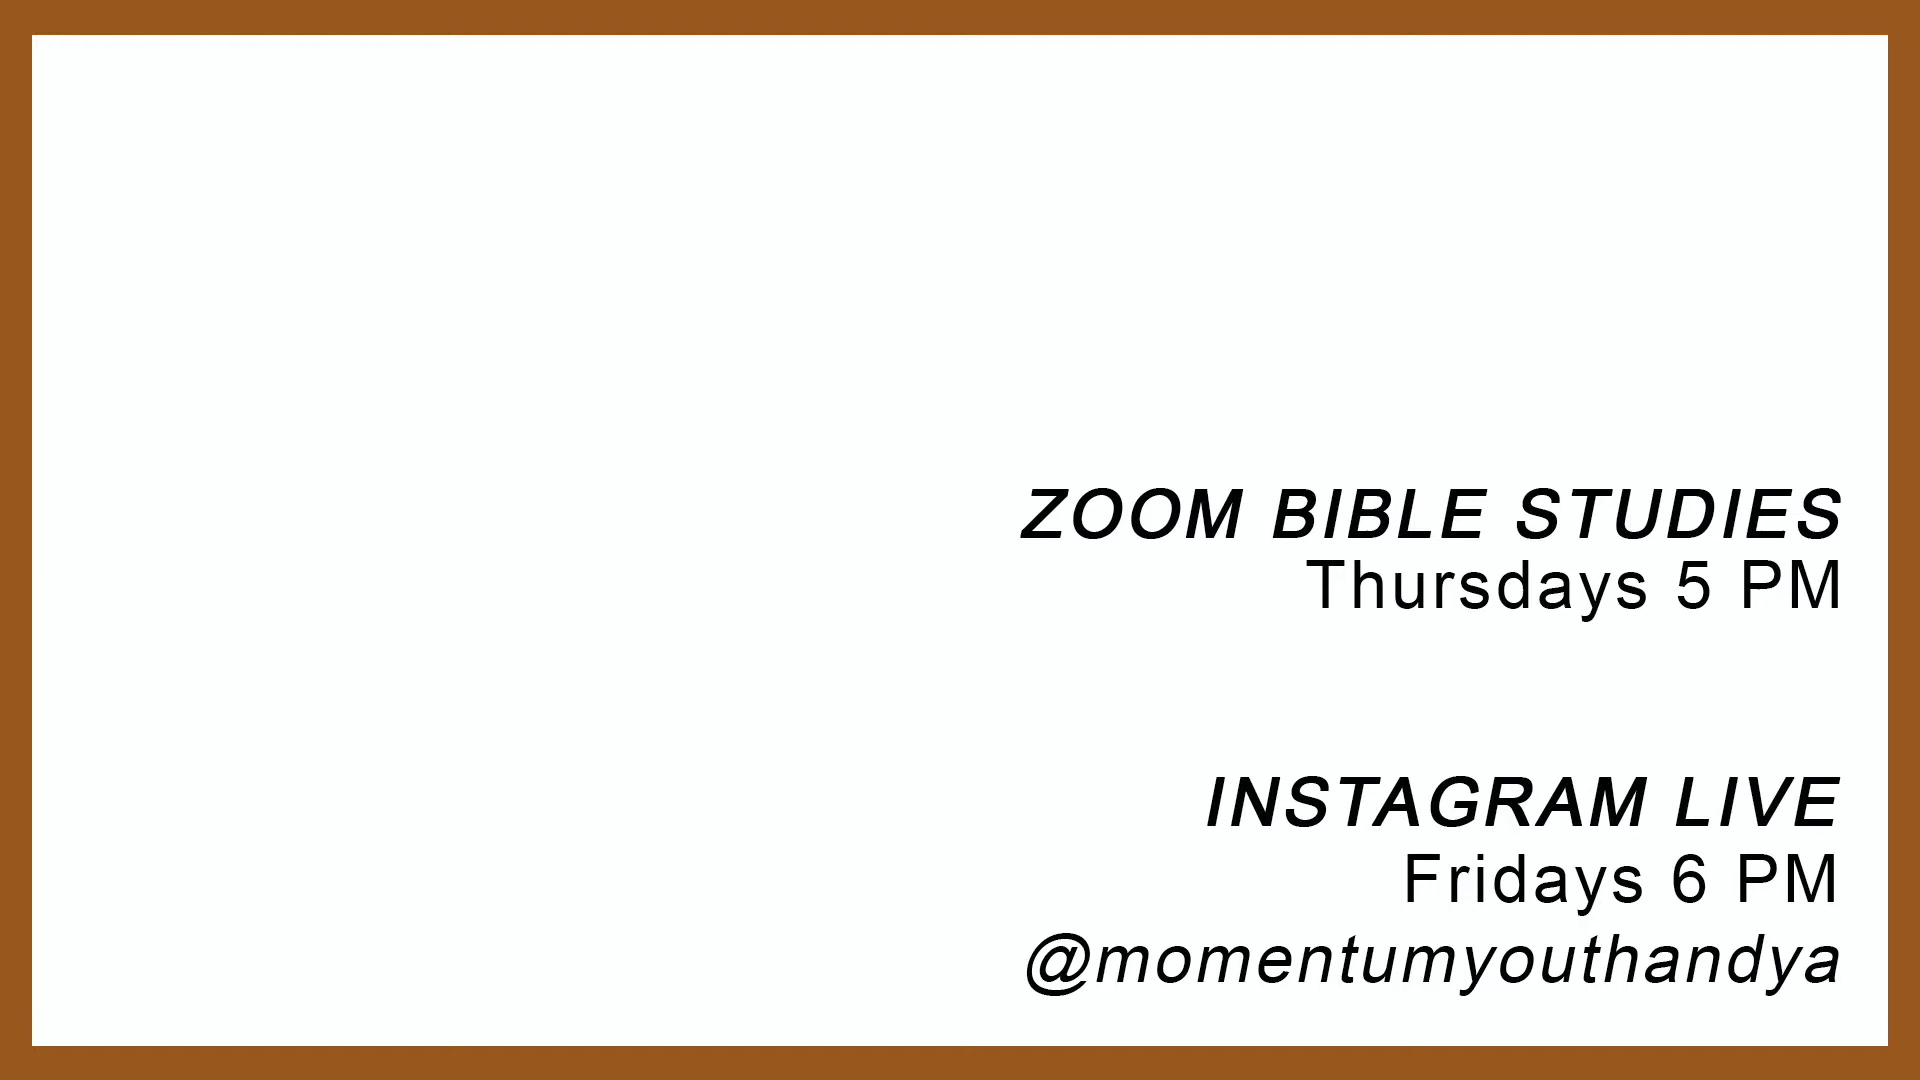 ZOOM BIBLE STUDIES
Thursdays 5 PM
INSTAGRAM LIVE
Fridays 6 PM
@momentumyouthandya